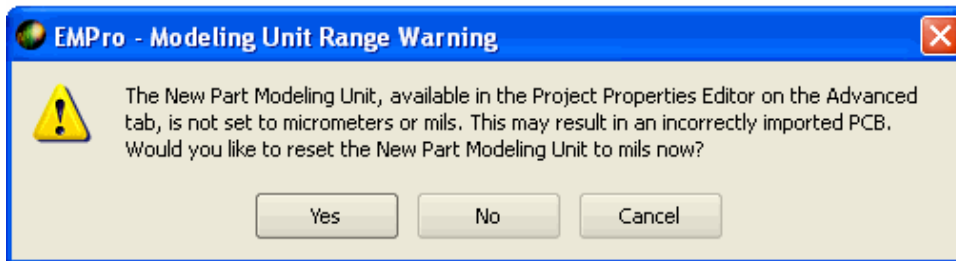 EMPro - Modeling Unit Range Warning
The New Part Modeling Unit, available in the Project Properties Editor on the Advanced
tab, is not set to micrometers or mils. This may result in an incorrectly imported PCB.
Would you like to reset the New Part Modeling Unit to mils now?
Yes No Cancel